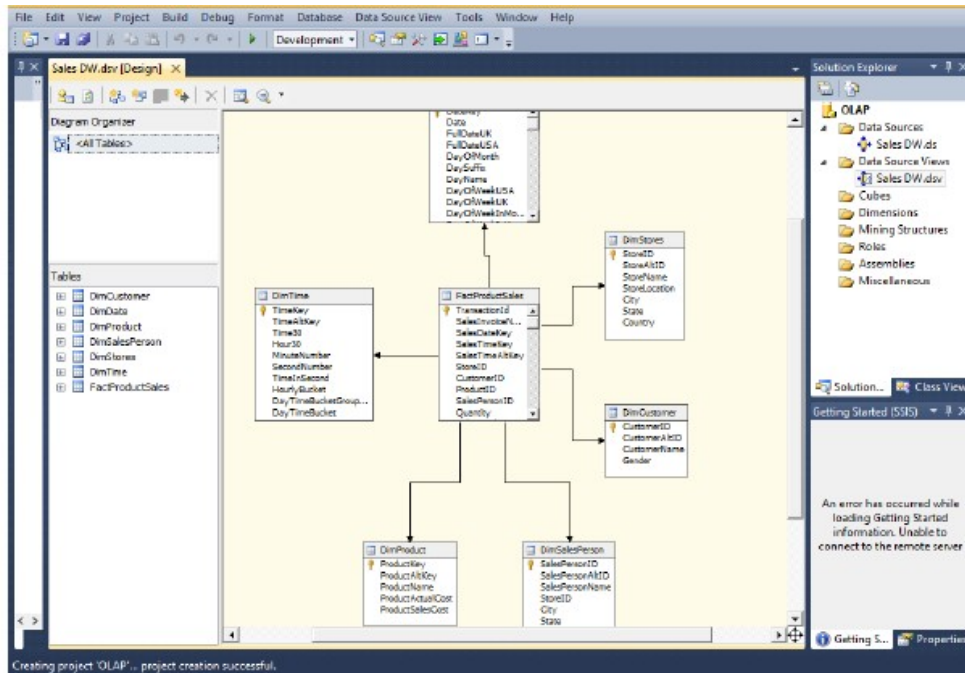 File Edit View Project Build Debug Format Database Data Source View Tools Window Help
Development
Sales DW.dsv [Design]
Diagram Organizer
<All Tables>
Tables
DimCustomer
DimDate
DimProduct
DimSalesPerson
DimStores
DimTime
FactProductSales
DateKey
Date
FullDateUK
FullDateUSA
DayOfMonth
DaySuffix
DayName
DayOfWeekUSA
DayOfWeekUK
DayOfWeekInMo...
DimTime
TimeKey
TimeAltKey
Time30
Hour30
MinuteNumber
SecondNumber
TimeInSecond
HourlyBucket
DayTimeBucketGroup...
DayTimeBucket
FactProductSales
TransactionId
SalesInvoiceN...
SalesDateKey
SalesTimeKey
SalesTimeAltKey
StoreID
CustomerID
ProductID
SalesPersonID
Quantity
DimStores
StoreID
StoreAltID
StoreName
StoreLocation
City
State
Country
DimCustomer
CustomerID
CustomerAltID
CustomerName
Gender
DimProduct
ProductKey
ProductAltKey
ProductName
ProductActualCost
ProductSalesCost
DimSalesPerson
SalesPersonID
SalesPersonAltID
SalesPersonName
StoreID
City
State
Solution Explorer
OLAP
Data Sources
Sales DW.ds
Data Source Views
Sales DW.dsv
Cubes
Dimensions
Mining Structures
Roles
Assemblies
Miscellaneous
Solution... Class View
Getting Started (SSIS)
An error has occurred while
loading Getting Started
information. Unable to
connect to the remote server
Getting S... Properties
Creating project 'OLAP'... project creation successful.